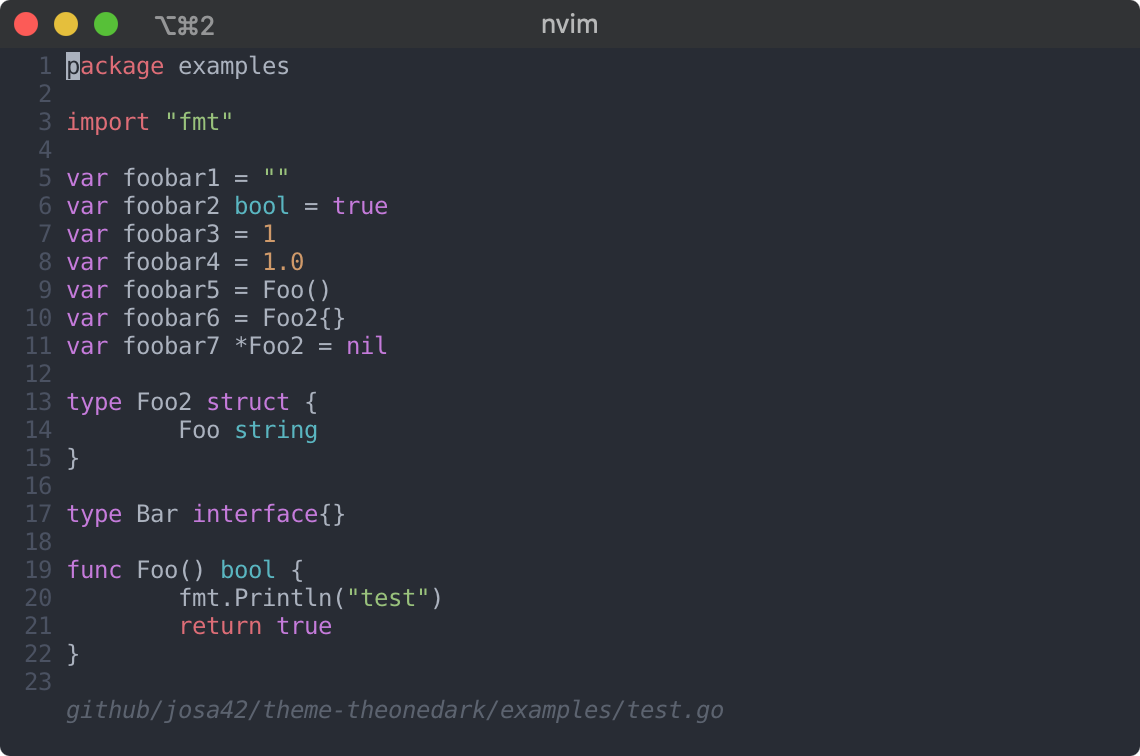 ⌥⌘2 nvim
1 package examples
2
3 import "fmt"
4
5 var foobar1 = ""
6 var foobar2 bool = true
7 var foobar3 = 1
8 var foobar4 = 1.0
9 var foobar5 = Foo()
10 var foobar6 = Foo2{}
11 var foobar7 *Foo2 = nil
12
13 type Foo2 struct {
14         Foo string
15 }
16
17 type Bar interface{}
18
19 func Foo() bool {
20         fmt.Println("test")
21         return true
22 }
23
github/josa42/theme-theonedark/examples/test.go